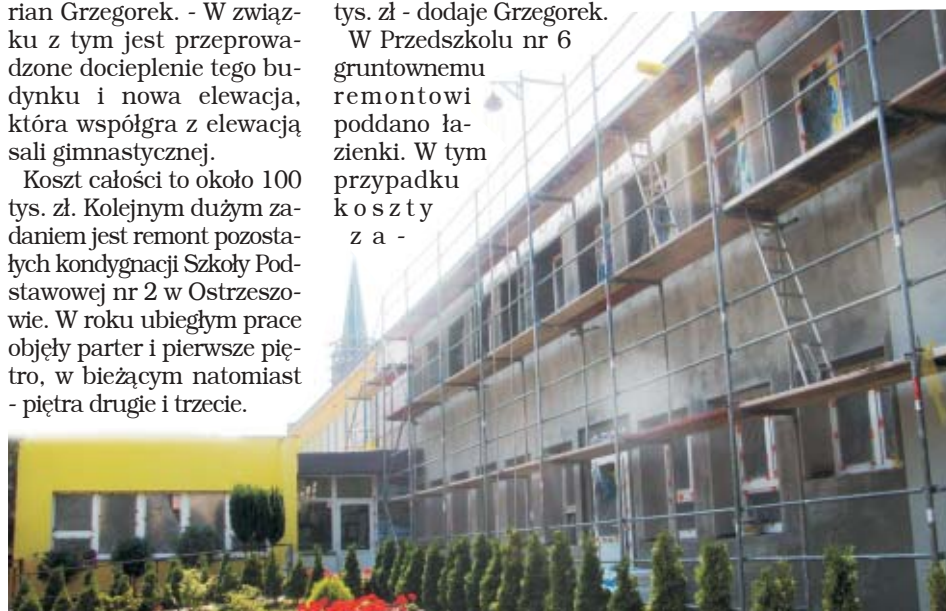 rian Grzegorek. - W związ-
ku z tym jest przeprowa-
dzone docieplenie tego bu-
dynku i nowa elewacja,
która współgra z elewacją
sali gimnastycznej.
Koszt całości to około 100
tys. zł. Kolejnym dużym za-
daniem jest remont pozosta-
łych kondygnacji Szkoły Pod-
stawowej nr 2 w Ostrzeszo-
wie. W roku ubiegłym prace
objęły parter i pierwsze pię-
tro, w bieżącym natomiast
- piętra drugie i trzecie.
tys. zł - dodaje Grzegorek.
W Przedszkolu nr 6
gruntownemu
remontowi
poddano ła-
zienki. W tym
przypadku
koszty
za-